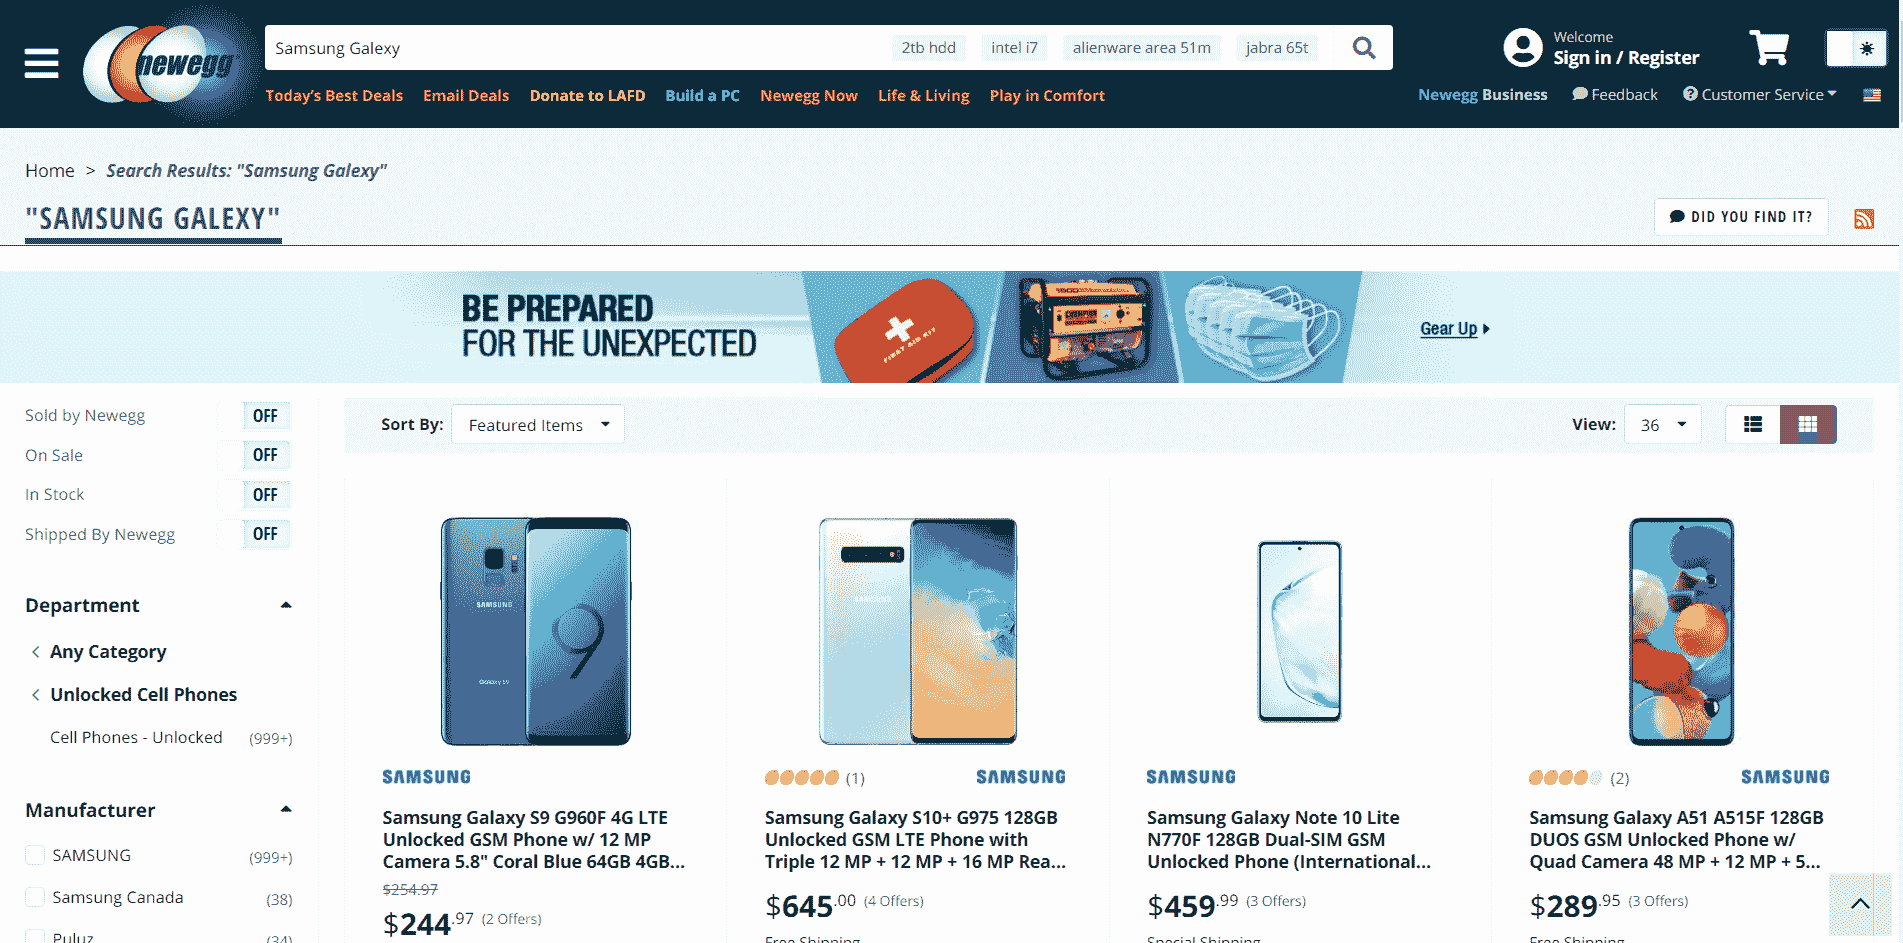 newegg
Samsung Galexy
2tb hdd
intel i7
alienware area 51m
jabra 65t
Welcome
Sign in / Register
Today's Best Deals
Email Deals
Donate to LAFD
Build a PC
Newegg Now
Life & Living
Play in Comfort
Newegg Business
Feedback
Customer Service
Home > Search Results: "Samsung Galexy"
"SAMSUNG GALEXY"
DID YOU FIND IT?
BE PREPARED
FOR THE UNEXPECTED
FIRST AID KIT
Gear Up
Sold by Newegg OFF
On Sale OFF
In Stock OFF
Shipped By Newegg OFF
Sort By: Featured Items
View: 36
Department
Any Category
Unlocked Cell Phones
Cell Phones - Unlocked (999+)
Manufacturer
SAMSUNG (999+)
Samsung Canada (38)
Puluz (34)
SAMSUNG
Galaxy S9
SAMSUNG
Samsung Galaxy S9 G960F 4G LTE
Unlocked GSM Phone w/ 12 MP
Camera 5.8" Coral Blue 64GB 4GB...
$254.97
$244.97 (2 Offers)
SAMSUNG
(1) SAMSUNG
Samsung Galaxy S10+ G975 128GB
Unlocked GSM LTE Phone with
Triple 12 MP + 12 MP + 16 MP Rea...
$645.00 (4 Offers)
Free Shipping
SAMSUNG
Samsung Galaxy Note 10 Lite
N770F 128GB Dual-SIM GSM
Unlocked Phone (International...
$459.99 (3 Offers)
Special Shipping
(2) SAMSUNG
Samsung Galaxy A51 A515F 128GB
DUOS GSM Unlocked Phone w/
Quad Camera 48 MP + 12 MP + 5...
$289.95 (3 Offers)
Free Shipping